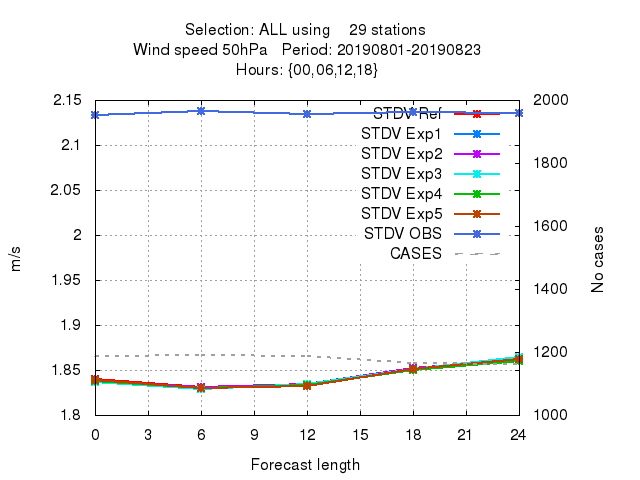 Selection: ALL using    29 stations
Wind speed 50hPa   Period: 20190801-20190823
Hours: {00,06,12,18}
2.15
2.1
2.05
2
1.95
1.9
1.85
1.8
m/s
STDV Ref
STDV Exp1
STDV Exp2
STDV Exp3
STDV Exp4
STDV Exp5
STDV OBS
CASES
2000
1800
1600
1400
1200
1000
No cases
0 3 6 9 12 15 18 21 24
Forecast length